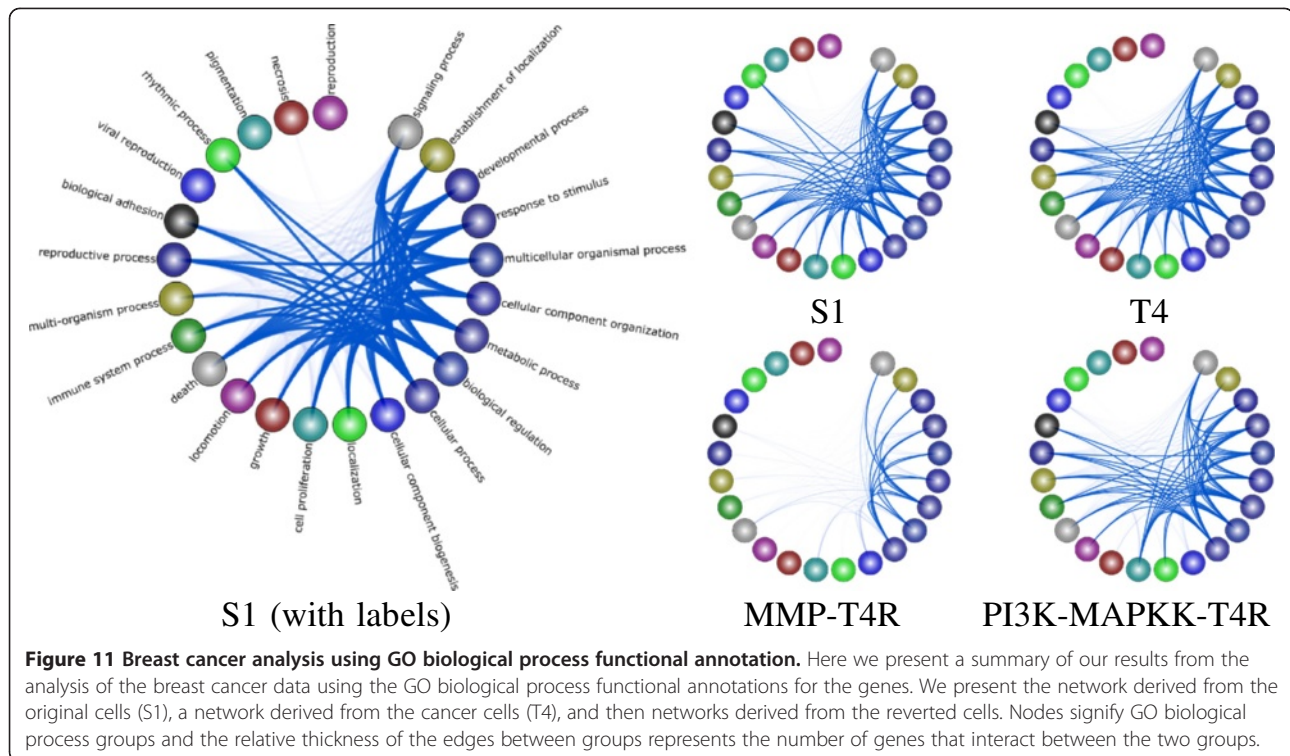 reproduction
necrosis
pigmentation
rhythmic process
viral reproduction
biological adhesion
reproductive process
multi-organism process
immune system process
death
locomotion
growth
cell proliferation
localization
cellular component biogenesis
cellular process
biological regulation
metabolic process
cellular component organization
multicellular organismal process
response to stimulus
developmental process
establishment of localization
signaling process
S1 (with labels)
S1
T4
MMP-T4R
PI3K-MAPKK-T4R
Figure 11 Breast cancer analysis using GO biological process functional annotation. Here we present a summary of our results from the
analysis of the breast cancer data using the GO biological process functional annotations for the genes. We present the network derived from the
original cells (S1), a network derived from the cancer cells (T4), and then networks derived from the reverted cells. Nodes signify GO biological
process groups and the relative thickness of the edges between groups represents the number of genes that interact between the two groups.